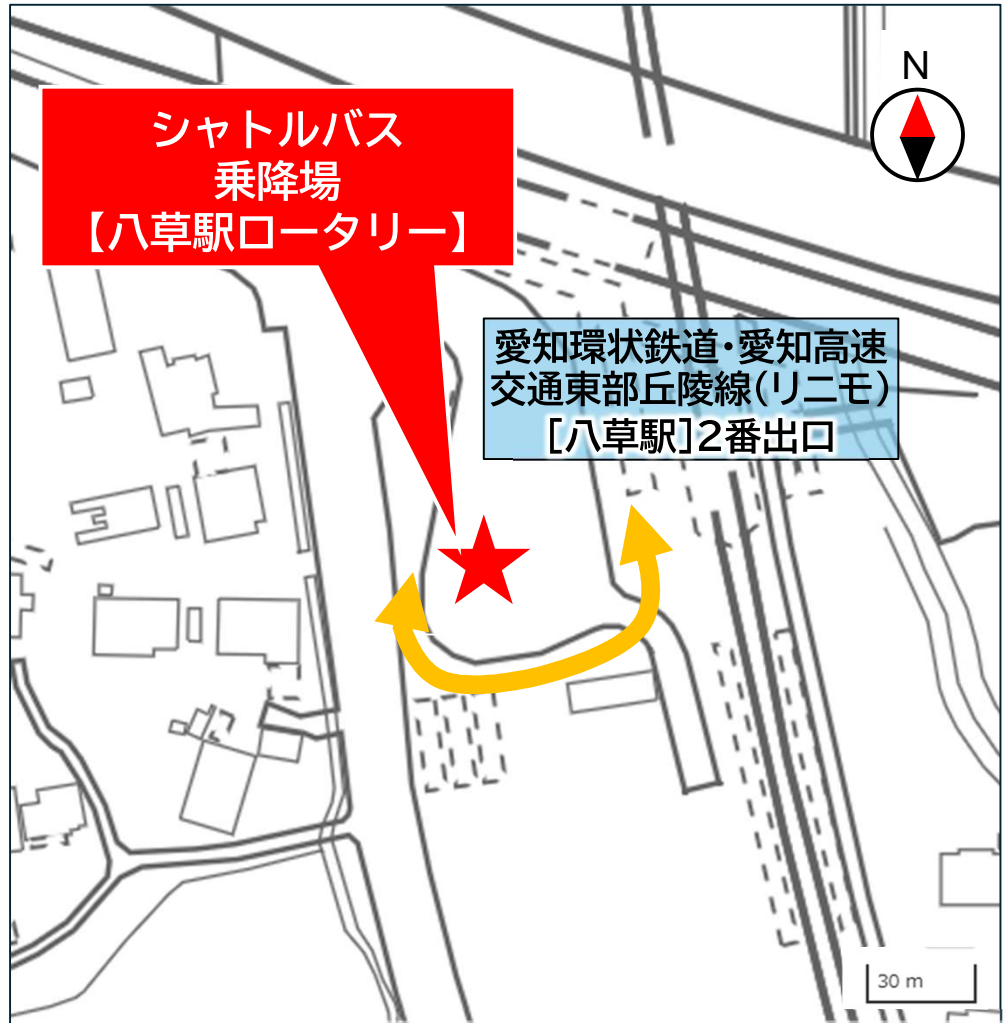 N
シャトルバス
乗降場
【八草駅ロータリー】
愛知環状鉄道・愛知高速
交通東部丘陵線(リニモ)
[八草駅]2番出口
30 m